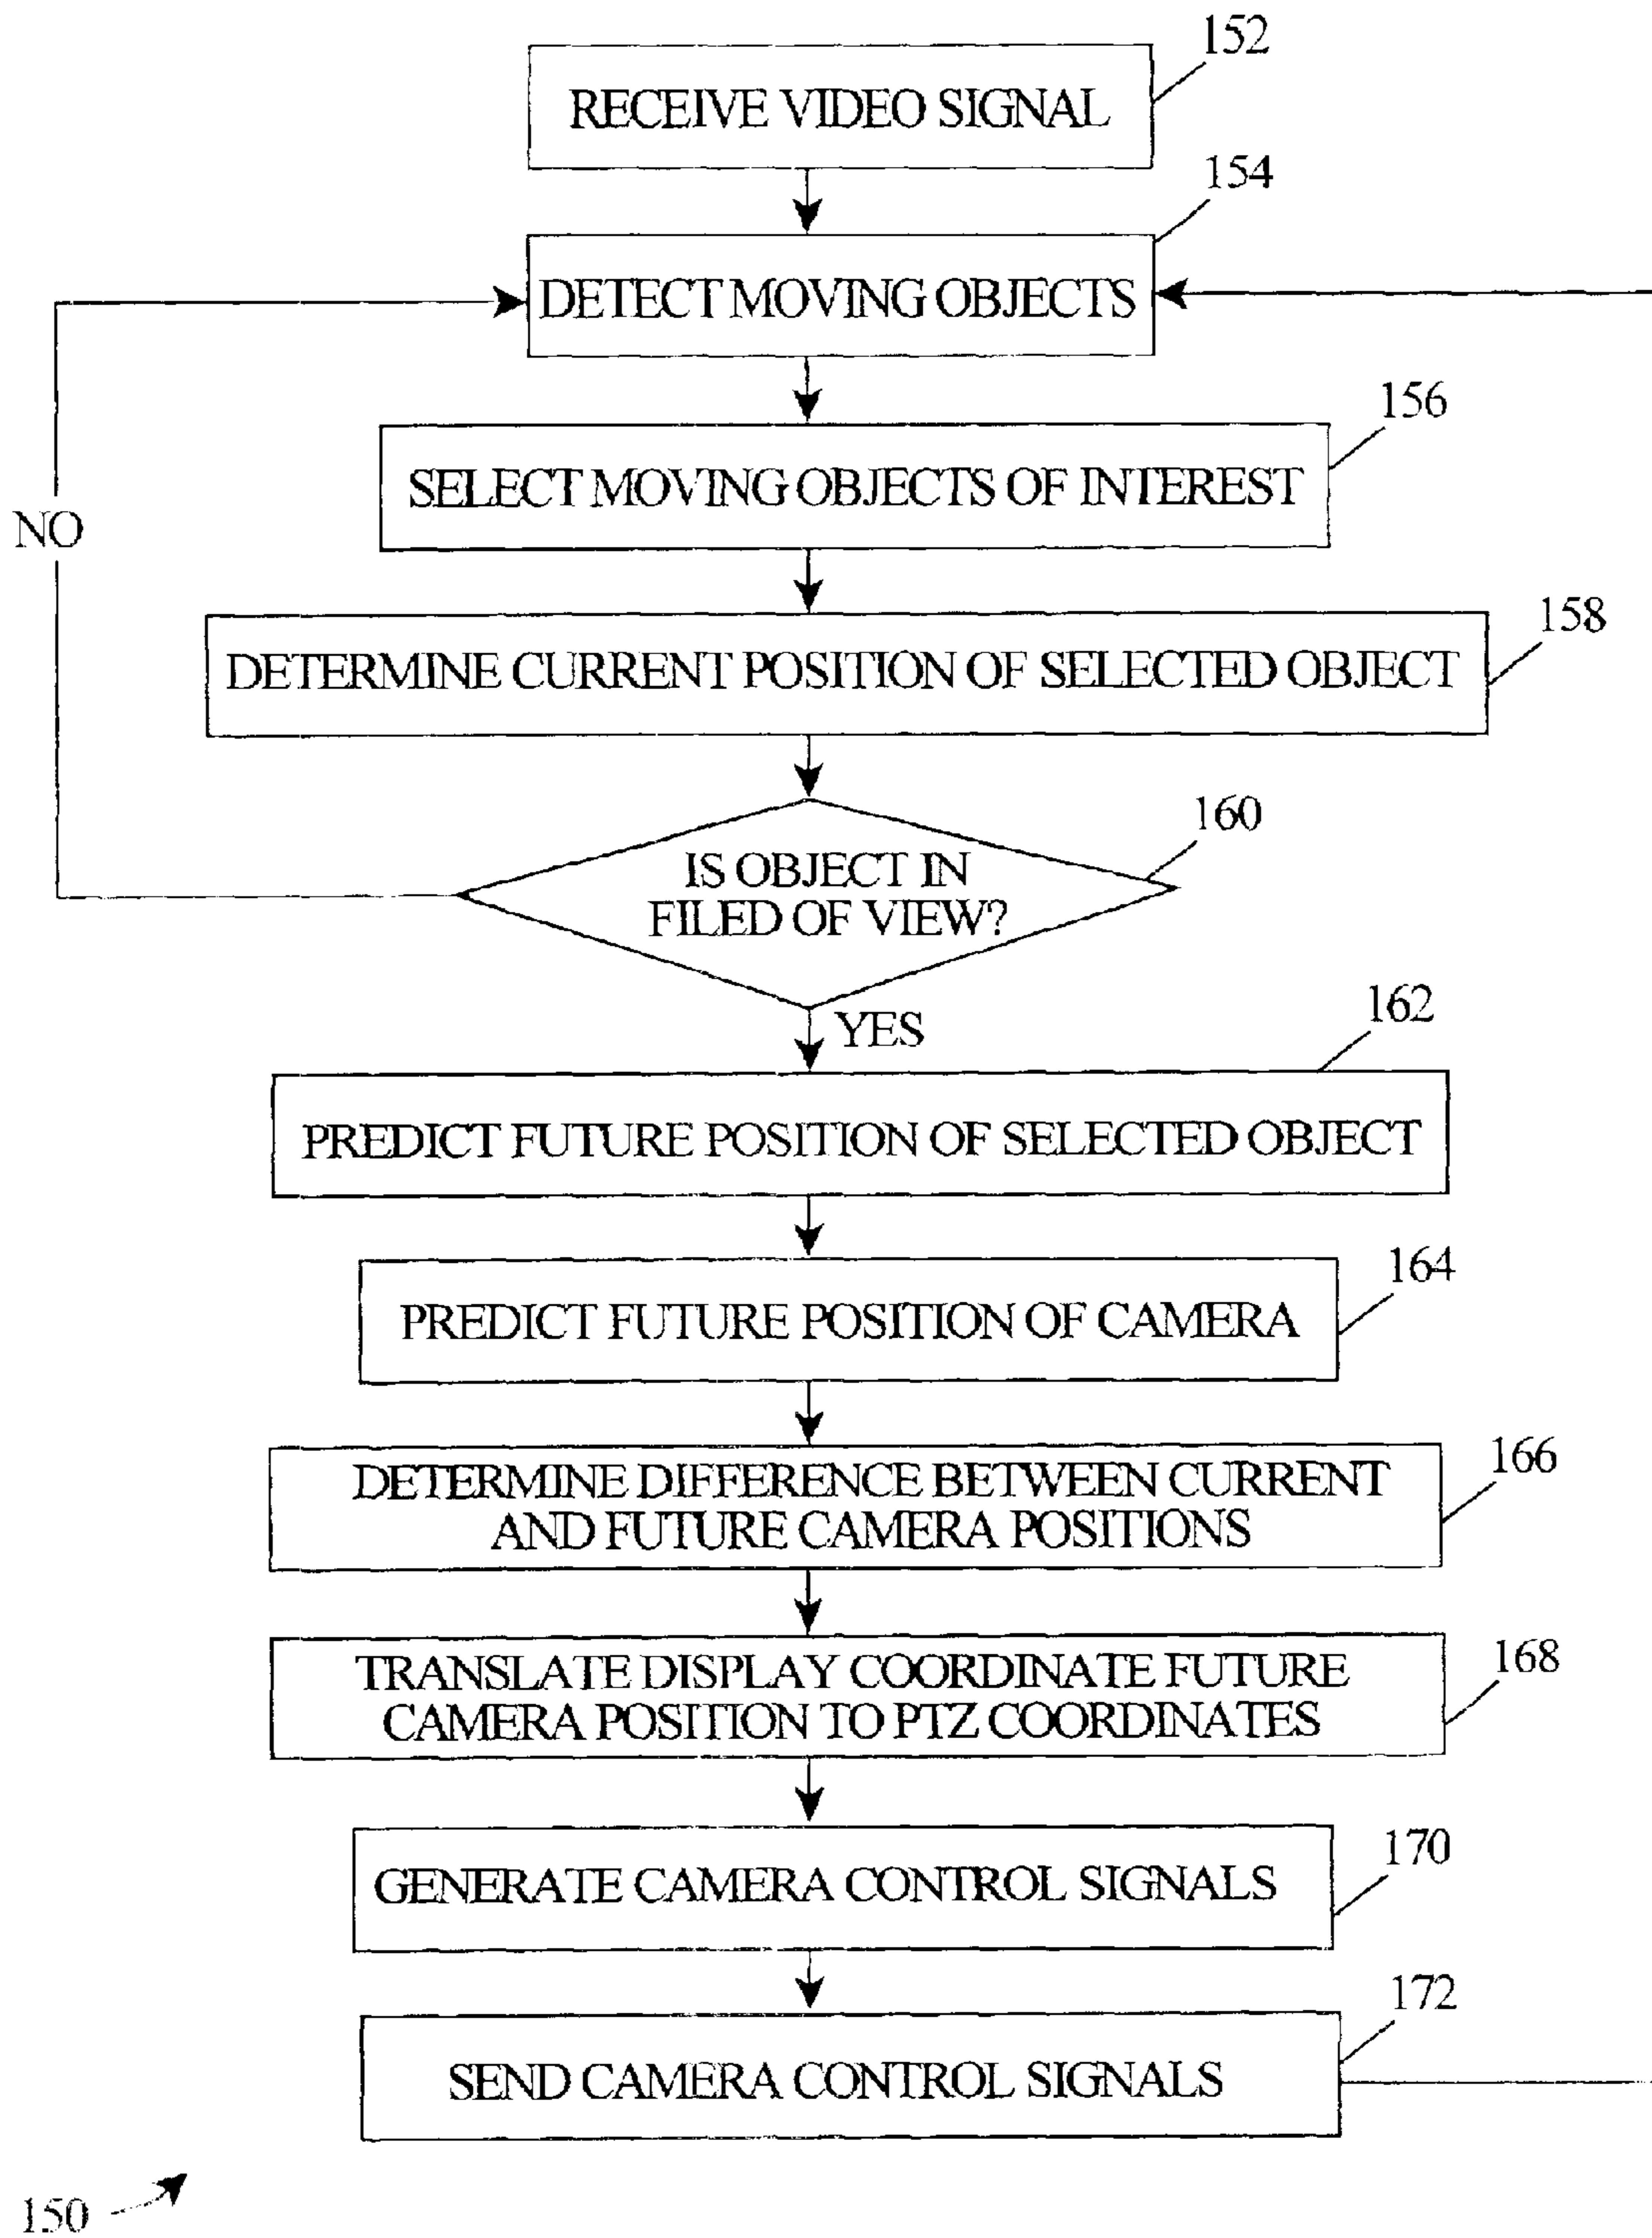 152
RECEIVE VIDEO SIGNAL
154
DETECT MOVING OBJECTS
156
SELECT MOVING OBJECTS OF INTEREST
NO
158
DETERMINE CURRENT POSITION OF SELECTED OBJECT
160
IS OBJECT IN
FILED OF VIEW?
YES
162
PREDICT FUTURE POSITION OF SELECTED OBJECT
164
PREDICT FUTURE POSITION OF CAMERA
166
DETERMINE DIFFERENCE BETWEEN CURRENT
AND FUTURE CAMERA POSITIONS
168
TRANSLATE DISPLAY COORDINATE FUTURE
CAMERA POSITION TO PTZ COORDINATES
170
GENERATE CAMERA CONTROL SIGNALS
172
SEND CAMERA CONTROL SIGNALS
150